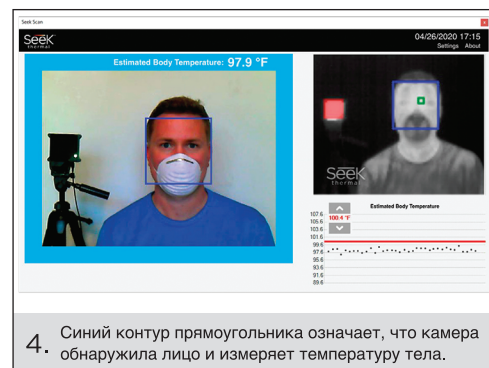 Seek Scan
Seek
thermal
04/26/2020 17:15
Settings About
Estimated Body Temperature: 97.9 °F
Seek
thermal
Estimated Body Temperature
107.6
105.6
103.6
101.6
99.6
97.6
95.6
93.6
91.6
89.6
100.4 °F
4. Синий контур прямоугольника означает, что камера
обнаружила лицо и измеряет температуру тела.